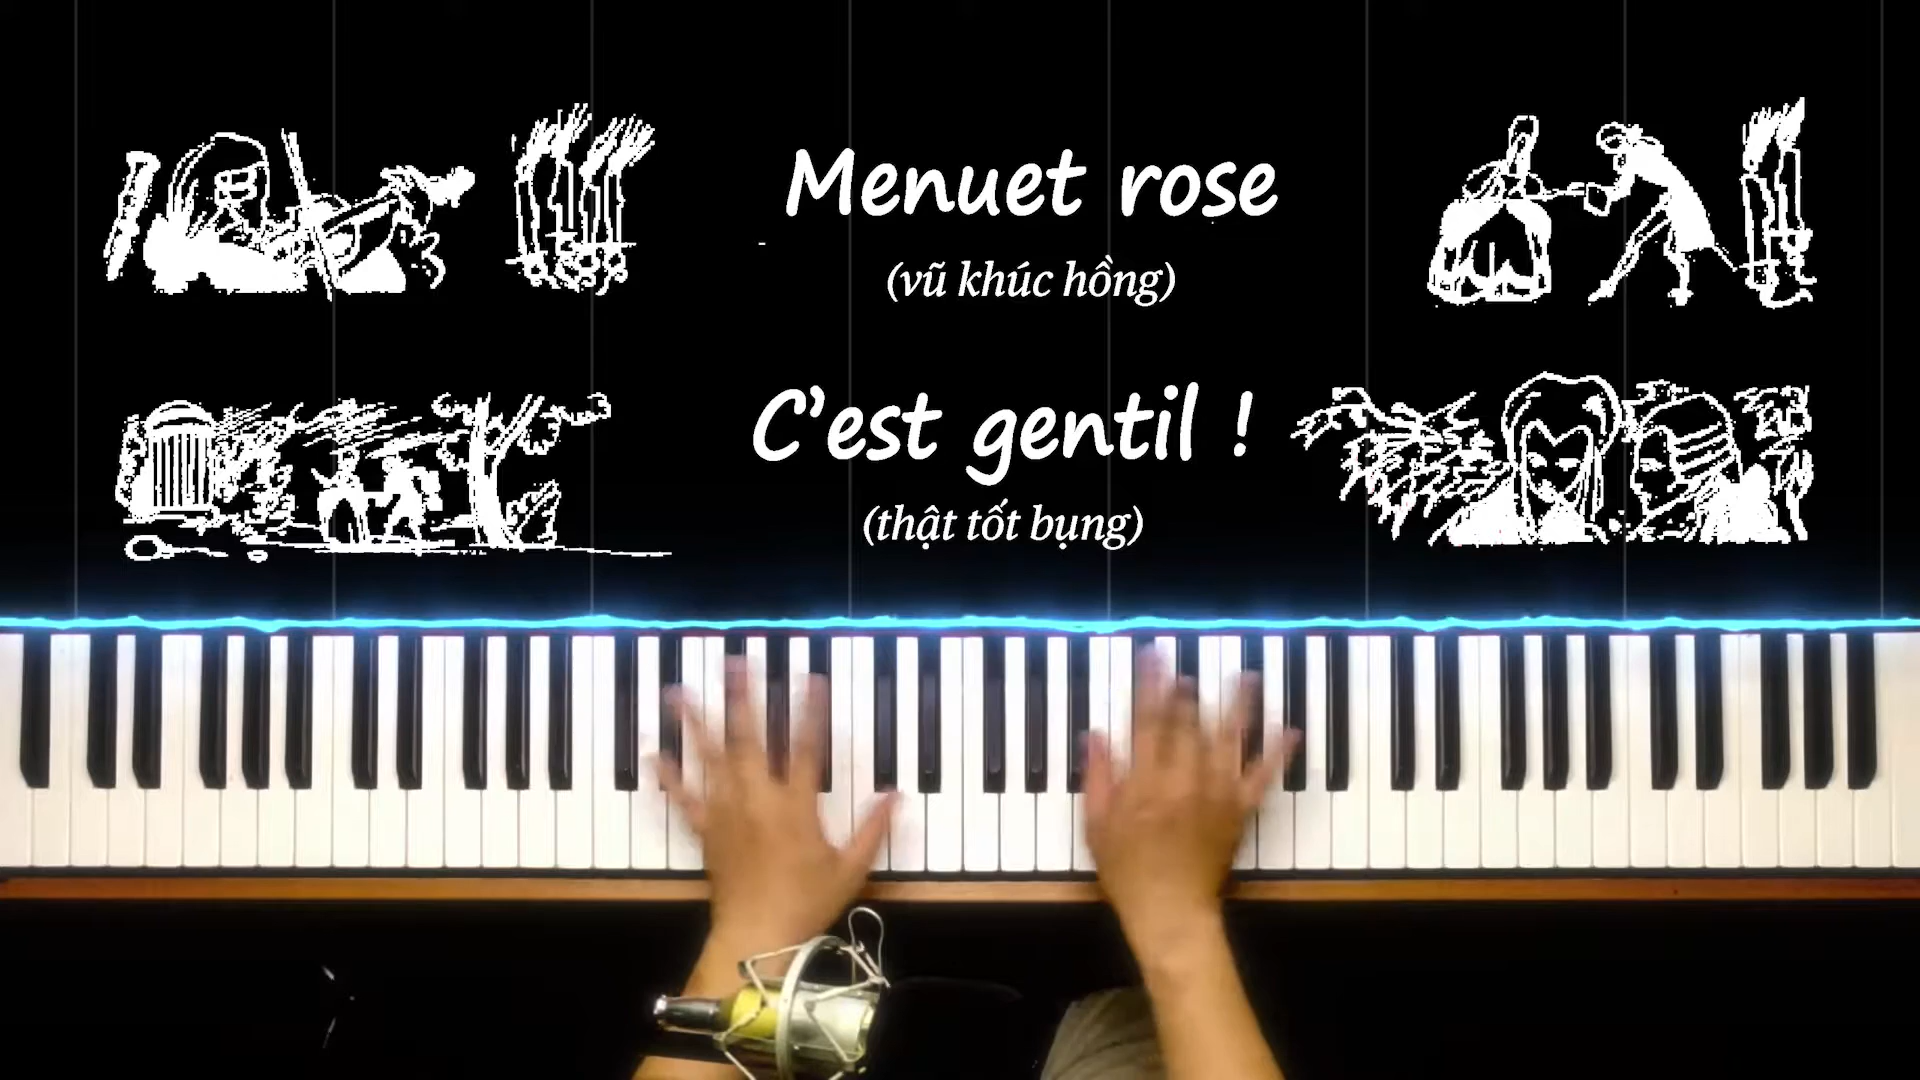 Menuet rose
(vũ khúc hồng)
C'est gentil !
(thật tốt bụng)